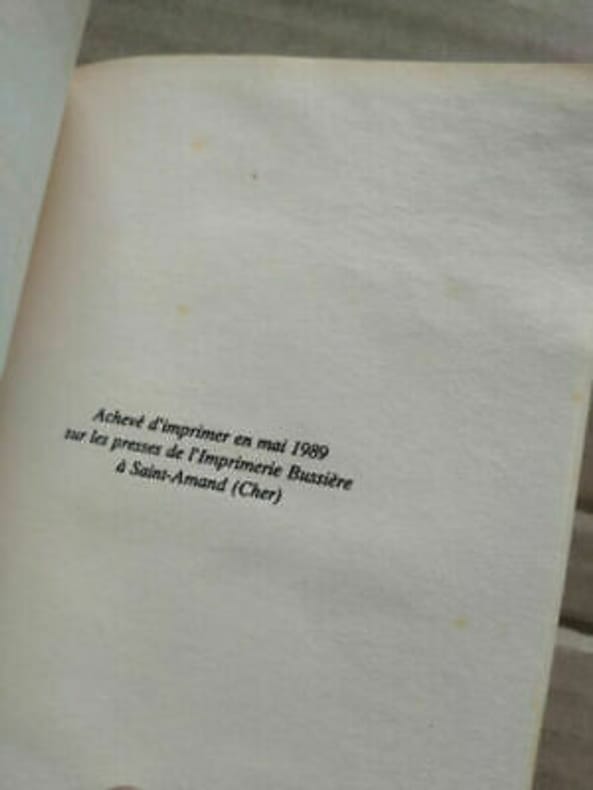 Achevé d'imprimer en mai 1989
sur les presses de l'Imprimerie Bussière
à Saint-Amand (Cher)